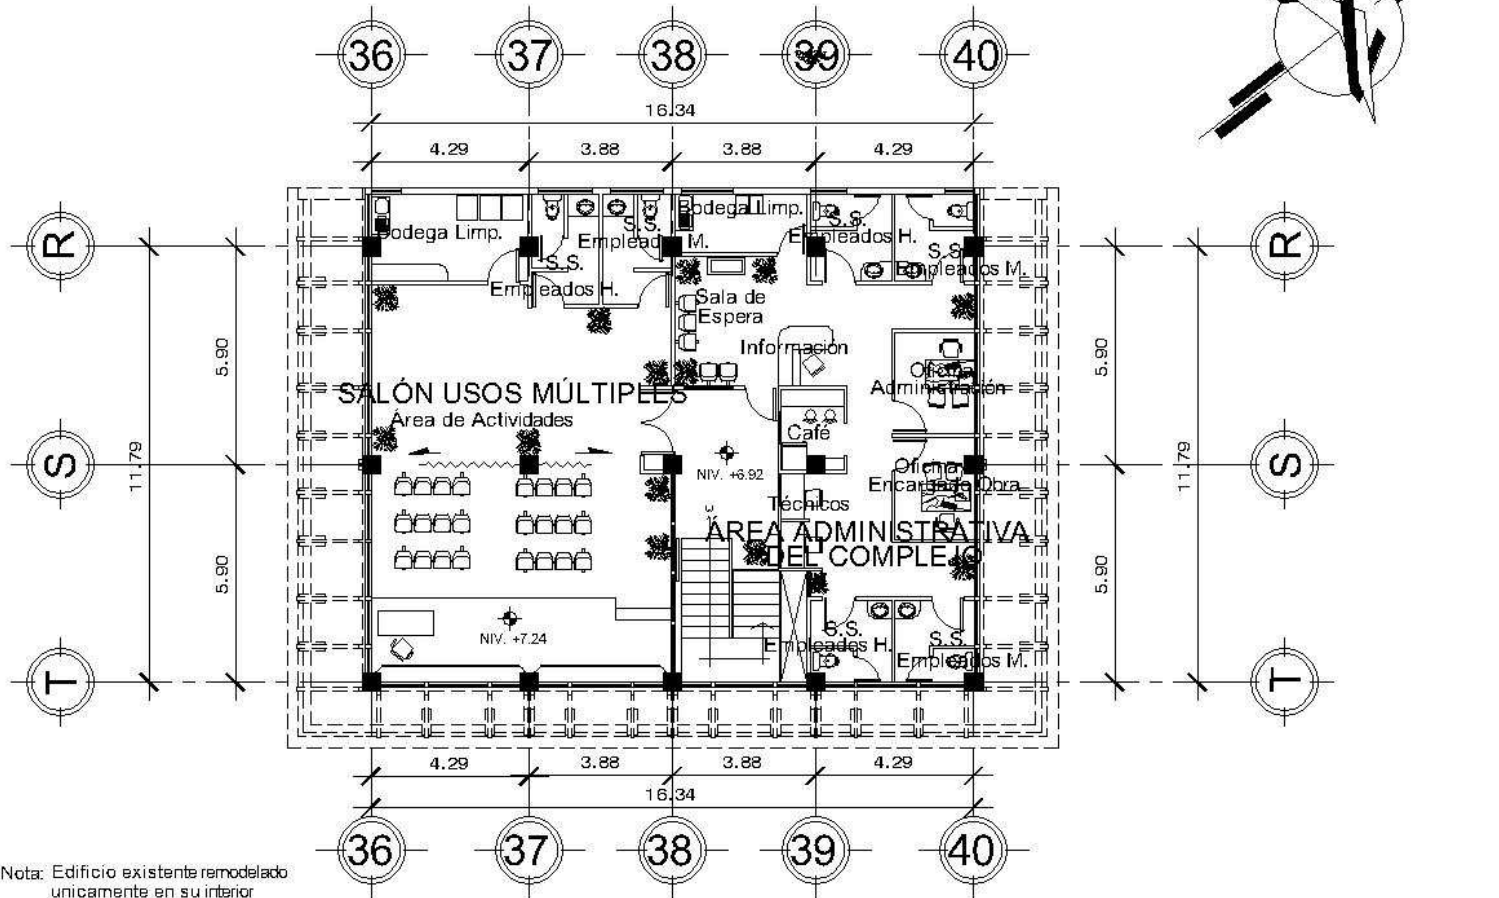 36 37 38 39 40
16.34
4.29 3.88 3.88 4.29
R R
Bodega Limp.
S.S.
Empleados M.
S.S.
Empleados H.
Bodega Limp.
S.S.
Empleados H.
S.S.
Empleados M.
Sala de
Espera
Información
5.90 5.90
Oficina
Administración
SALÓN USOS MÚLTIPLES
Área de Actividades
Café
11.79 11.79
S S
NIV. +6.92
Oficina
Encargado Obra
Técnicos
ÁREA ADMINISTRATIVA
DEL COMPLEJO
5.90 5.90
NIV. +7.24
S.S.
Empleados H.
S.S.
Empleados M.
T T
4.29 3.88 3.88 4.29
16.34
36 37 38 39 40
Nota: Edificio existente remodelado
unicamente en su interior